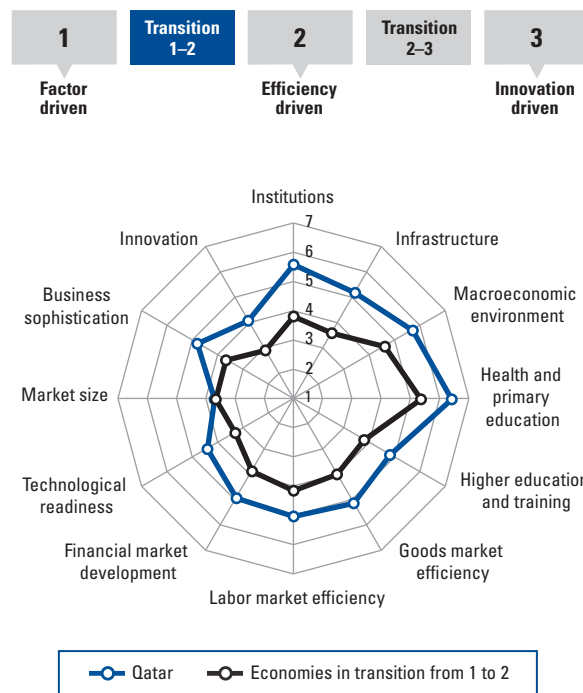 1
Transition
1–2
2
Transition
2–3
3
Factor
driven
Efficiency
driven
Innovation
driven
Institutions
Innovation
Infrastructure
Business
sophistication
Macroeconomic
environment
Market size
Health and
primary
education
Technological
readiness
Higher education
and training
Financial market
development
Goods market
efficiency
Labor market efficiency
7
6
5
4
3
2
1
Qatar
Economies in transition from 1 to 2